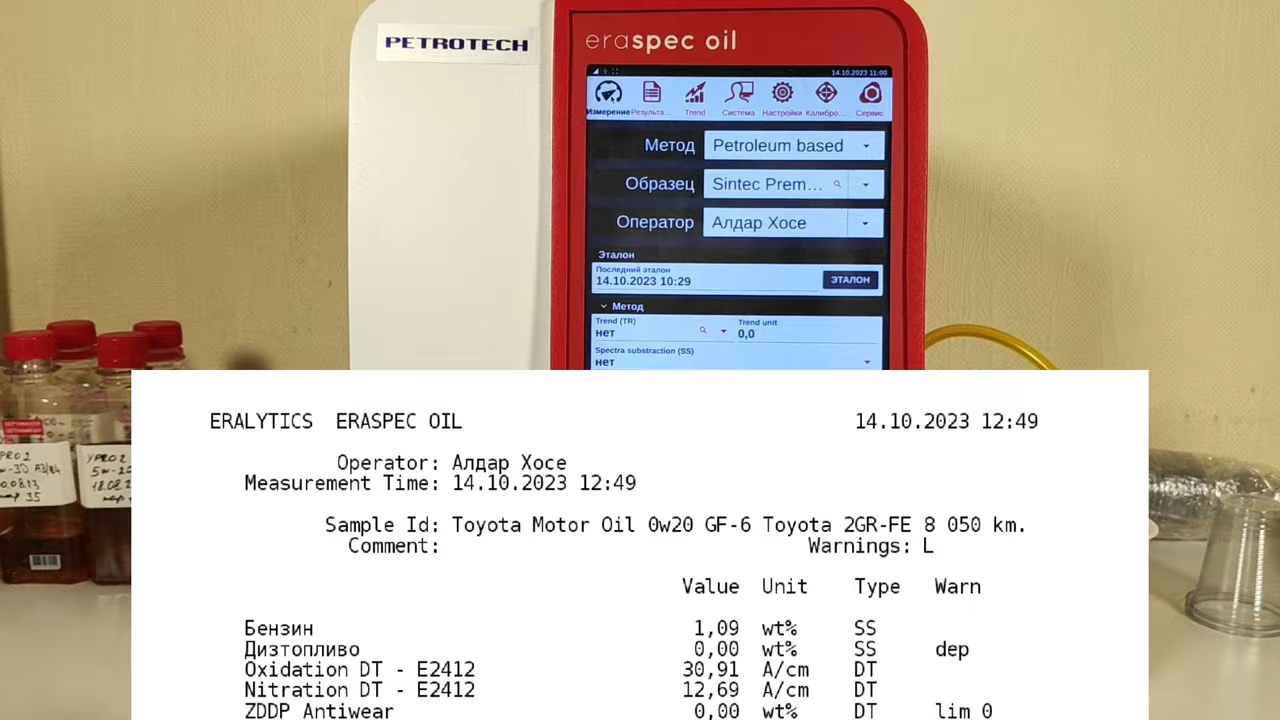 PETROTECH
eraspec oil
14.10.2023 11:00
Измерение Результа... Trend Система Настройки Калибро... Сервис
Метод Petroleum based
Образец Sintec Prem...
Оператор Алдар Хосе
Эталон
Последний эталон
14.10.2023 10:29 ЭТАЛОН
Метод
Trend (TR) Trend unit
нет 0,0
Spectra substraction (SS)
нет
ERALYTICS ERASPEC OIL 14.10.2023 12:49
Operator: Алдар Хосе
Measurement Time: 14.10.2023 12:49
Sample Id: Toyota Motor Oil 0w20 GF-6 Toyota 2GR-FE 8 050 km.
Comment: Warnings: L
Value Unit Type Warn
Бензин 1,09 wt% SS
Дизтопливо 0,00 wt% SS dep
Oxidation DT - E2412 30,91 A/cm DT
Nitration DT - E2412 12,69 A/cm DT
ZDDP Antiwear 0,00 wt% DT lim 0